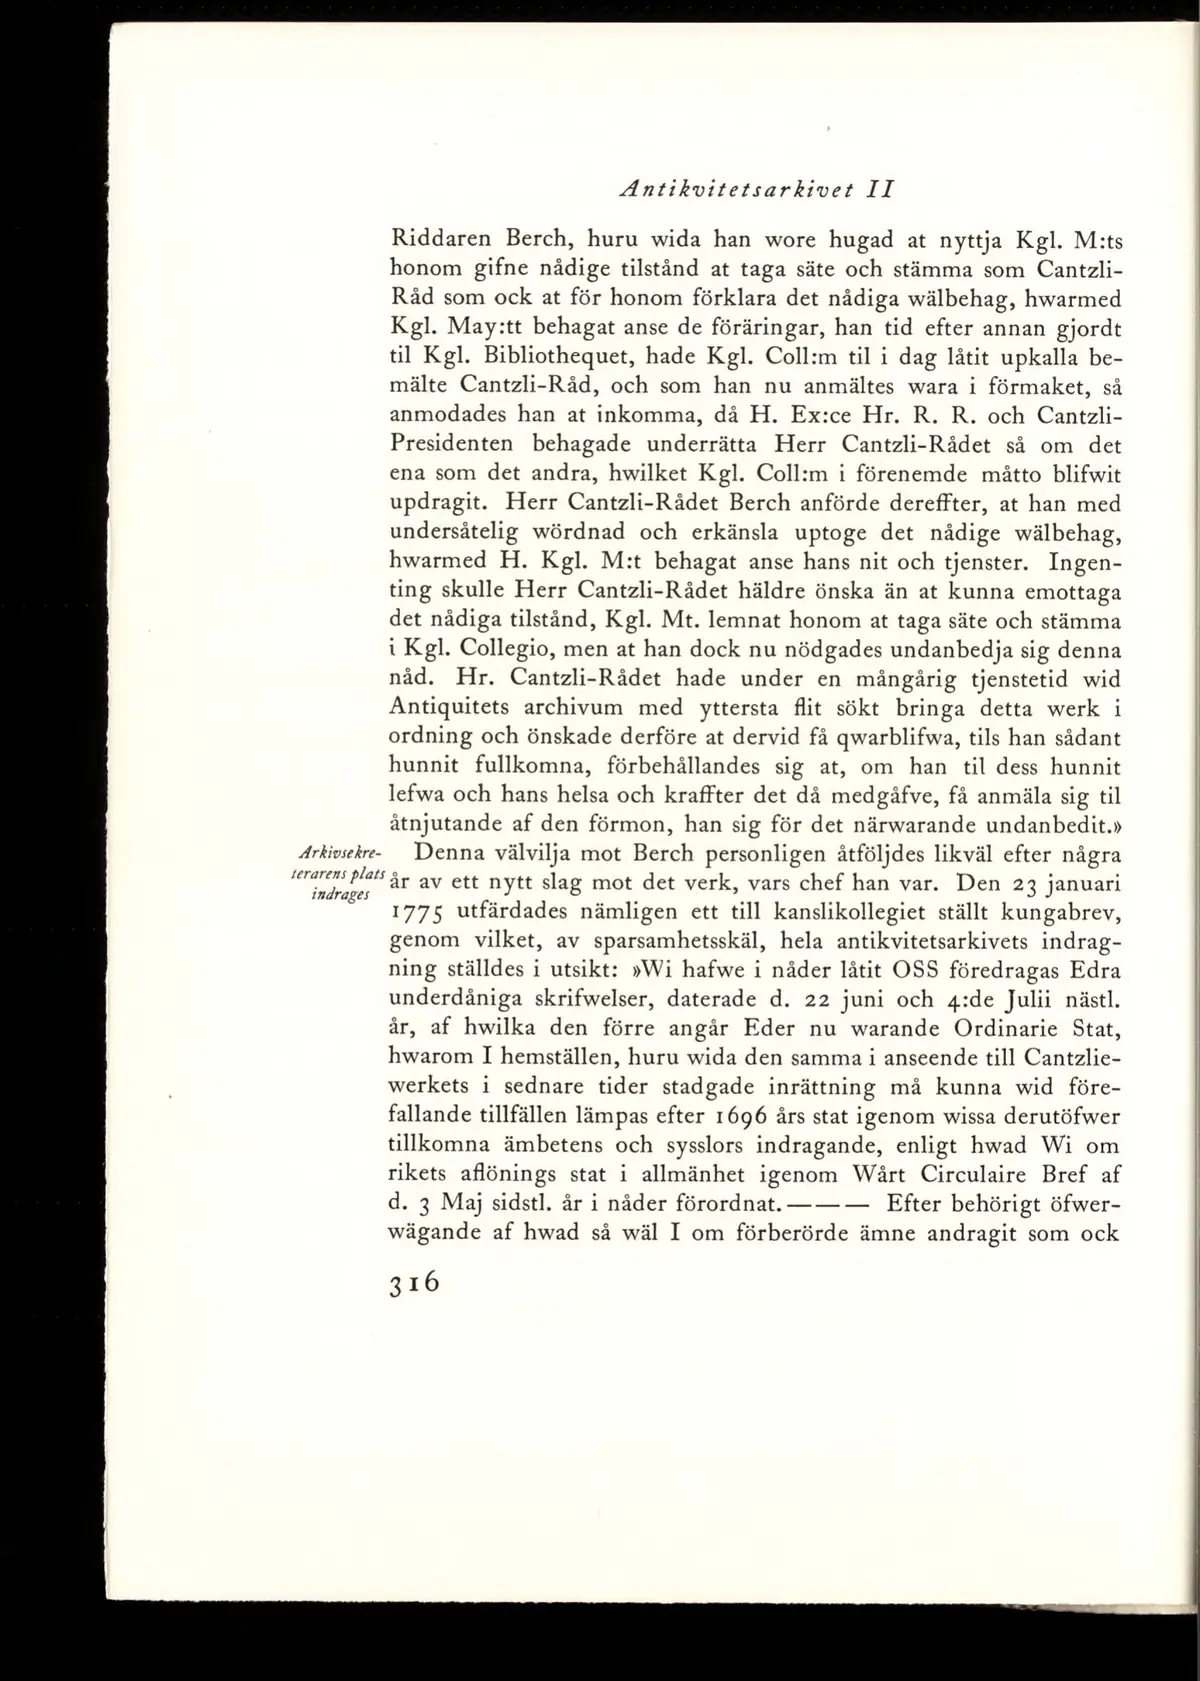 Antikvitetsarkivet II
Riddaren Berch, huru wida han wore hugad at nyttja Kgl. M:ts
honom gifne nådige tilstånd at taga säte och stämma som Cantzli-
Råd som ock at för honom förklara det nådiga wälbehag, hwarmed
Kgl. May:tt behagat anse de föräringar, han tid efter annan gjordt
til Kgl. Bibliothequet, hade Kgl. Coll:m til i dag låtit upkalla be-
mälte Cantzli-Råd, och som han nu anmältes wara i förmaket, så
anmodades han at inkomma, då H. Ex:ce Hr. R. R. och Cantzli-
Presidenten behagade underrätta Herr Cantzli-Rådet så om det
ena som det andra, hwilket Kgl. Coll:m i förenemde måtto blifwit
updragit. Herr Cantzli-Rådet Berch anförde dereffter, at han med
undersåtelig wördnad och erkänsla uptoge det nådige wälbehag,
hwarmed H. Kgl. M:t behagat anse hans nit och tjenster. Ingen-
ting skulle Herr Cantzli-Rådet häldre önska än at kunna emottaga
det nådiga tilstånd, Kgl. Mt. lemnat honom at taga säte och stämma
i Kgl. Collegio, men at han dock nu nödgades undanbedja sig denna
nåd. Hr. Cantzli-Rådet hade under en mångårig tjenstetid wid
Antiquitets archivum med yttersta flit sökt bringa detta werk i
ordning och önskade derföre at dervid få qwarblifwa, tils han sådant
hunnit fullkomna, förbehållandes sig at, om han til dess hunnit
lefwa och hans helsa och kraffter det då medgåfve, få anmäla sig til
åtnjutande af den förmon, han sig för det närwarande undanbedit.»
Arkivsekre-
terarens plats
indrages
Denna välvilja mot Berch personligen åtföljdes likväl efter några
år av ett nytt slag mot det verk, vars chef han var. Den 23 januari
1775 utfärdades nämligen ett till kanslikollegiet ställt kungabrev,
genom vilket, av sparsamhetsskäl, hela antikvitetsarkivets indrag-
ning ställdes i utsikt: »Wi hafwe i nåder låtit OSS föredragas Edra
underdåniga skrifwelser, daterade d. 22 juni och 4:de Julii nästl.
år, af hwilka den förre angår Eder nu warande Ordinarie Stat,
hwarom I hemställen, huru wida den samma i anseende till Cantzlie-
werkets i sednare tider stadgade inrättning må kunna wid före-
fallande tillfällen lämpas efter 1696 års stat igenom wissa derutöfwer
tillkomna ämbetens och sysslors indragande, enligt hwad Wi om
rikets aflönings stat i allmänhet igenom Wårt Circulaire Bref af
d. 3 Maj sidstl. år i nåder förordnat. — — — Efter behörigt öfwer-
wägande af hwad så wäl I om förberörde ämne andragit som ock
316